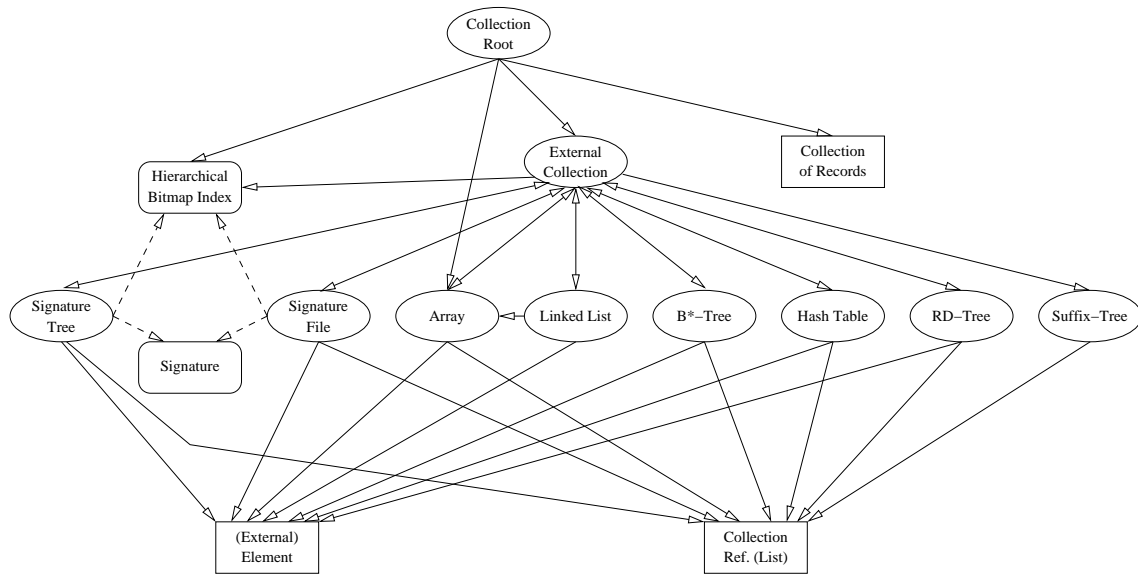 Collection
Root
External
Collection
Collection
of Records
Hierarchical
Bitmap Index
Signature
Tree
Signature
File
Array
Linked List
B*−Tree
Hash Table
RD−Tree
Suffix−Tree
Signature
(External)
Element
Collection
Ref. (List)